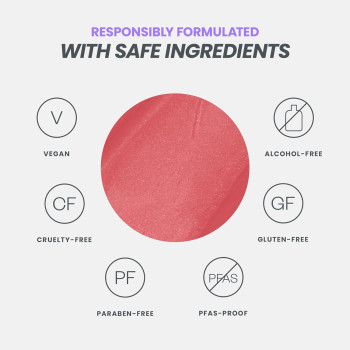 RESPONSIBLY FORMULATED
WITH SAFE INGREDIENTS
V
VEGAN
ALCOHOL-FREE
CF
CRUELTY-FREE
GF
GLUTEN-FREE
PF
PARABEN-FREE
PFAS
PFAS-PROOF